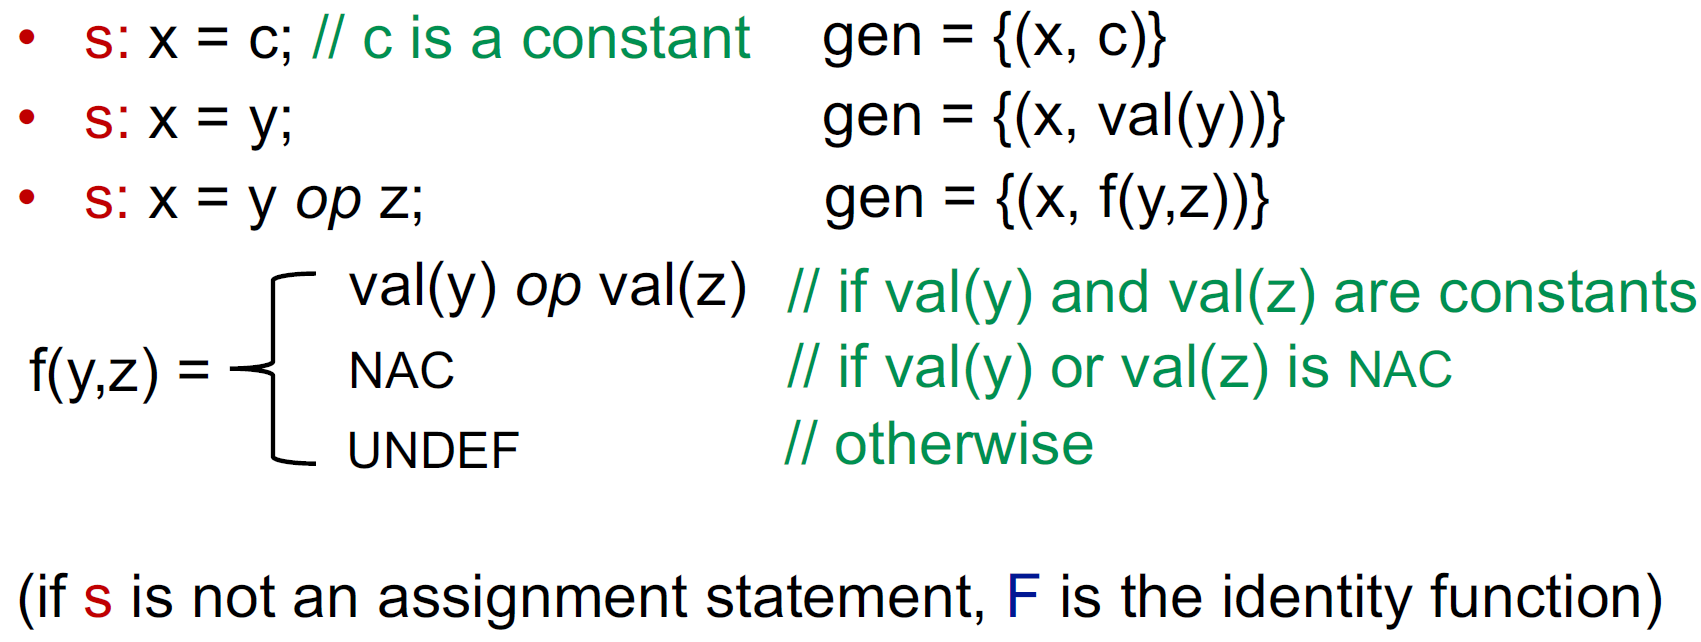 • s: x = c; // c is a constant gen = {(x, c)}
• s: x = y; gen = {(x, val(y))}
• s: x = y op z; gen = {(x, f(y,z))}
val(y) op val(z) // if val(y) and val(z) are constants
f(y,z) = NAC // if val(y) or val(z) is NAC
UNDEF // otherwise
(if s is not an assignment statement, F is the identity function)